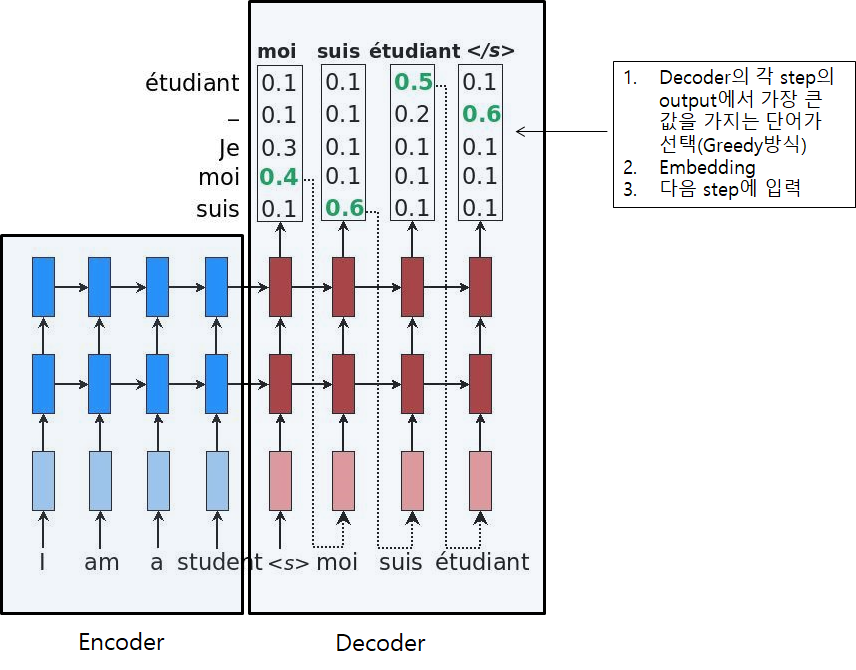 moi suis étudiant </s>
étudiant 0.1 0.1 0.5 0.1
– 0.1 0.1 0.2 0.6
Je 0.3 0.1 0.1 0.1
moi 0.4 0.1 0.1 0.1
suis 0.1 0.6 0.1 0.1
1. Decoder의 각 step의
output에서 가장 큰
값을 가지는 단어가
선택(Greedy방식)
2. Embedding
3. 다음 step에 입력
I am a student <s> moi suis étudiant
Encoder Decoder